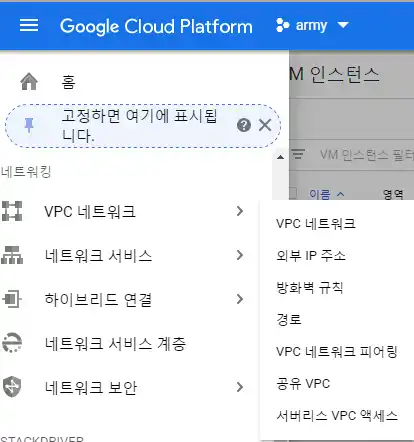 Google Cloud Platform
army
홈
고정하면 여기에 표시됩
니다.
VM 인스턴스
VM 인스턴스 필터
이름
영역
네트워킹
VPC 네트워크
네트워크 서비스
하이브리드 연결
네트워크 서비스 계층
네트워크 보안
VPC 네트워크
외부 IP 주소
방화벽 규칙
경로
VPC 네트워크 피어링
공유 VPC
서버리스 VPC 액세스
STACKDRIVER